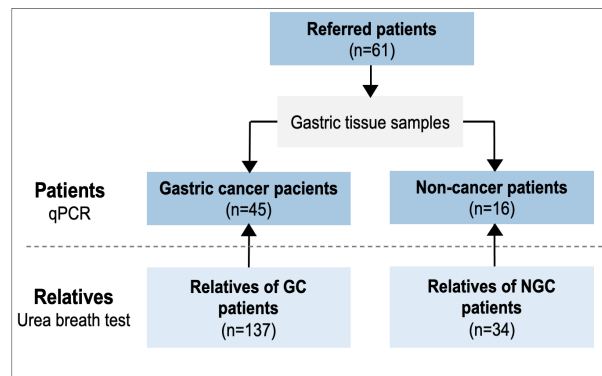 Referred patients
(n=61)
Gastric tissue samples
Patients
qPCR
Gastric cancer pacients
(n=45)
Non-cancer patients
(n=16)
Relatives
Urea breath test
Relatives of GC
patients
(n=137)
Relatives of NGC
patients
(n=34)